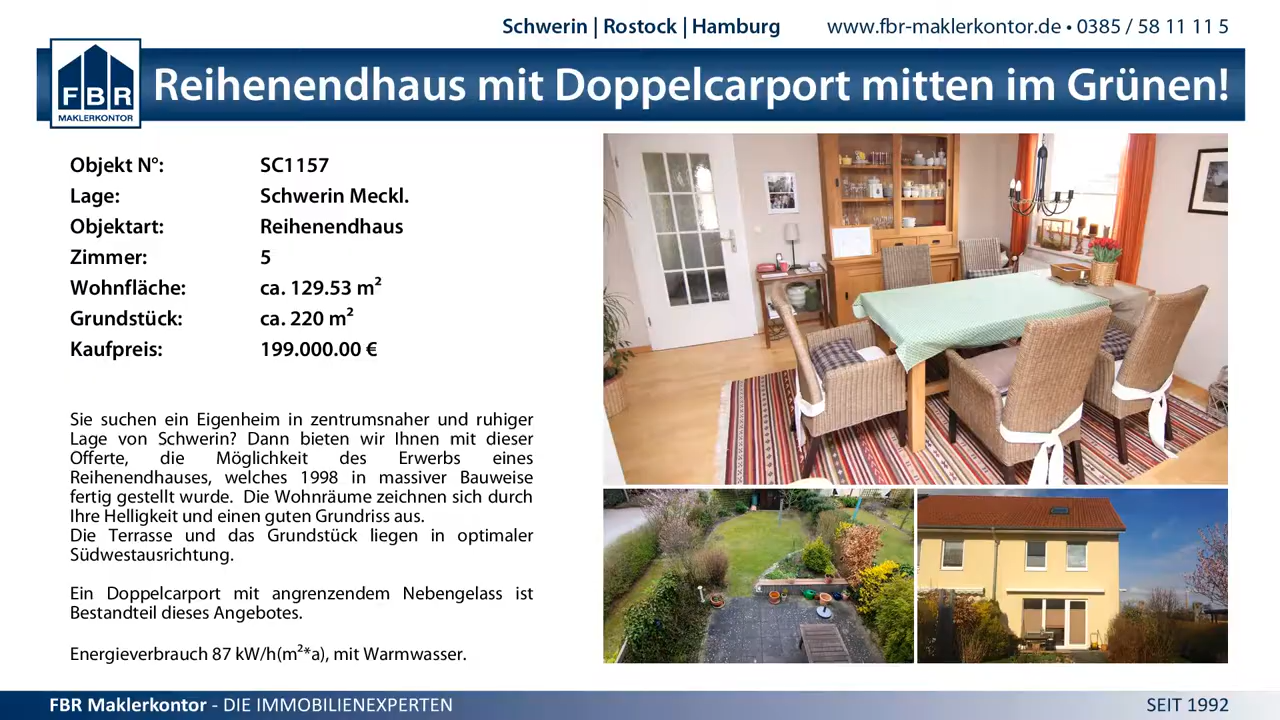 Schwerin | Rostock | Hamburg www.fbr-maklerkontor.de • 0385 / 58 11 11 5
FBR
MAKLERKONTOR
Reihenendhaus mit Doppelcarport mitten im Grünen!
Objekt N°: SC1157
Lage: Schwerin Meckl.
Objektart: Reihenendhaus
Zimmer: 5
Wohnfläche: ca. 129.53 m²
Grundstück: ca. 220 m²
Kaufpreis: 199.000.00 €
Sie suchen ein Eigenheim in zentrumsnaher und ruhiger
Lage von Schwerin? Dann bieten wir Ihnen mit dieser
Offerte, die Möglichkeit des Erwerbs eines
Reihenendhauses, welches 1998 in massiver Bauweise
fertig gestellt wurde. Die Wohnräume zeichnen sich durch
Ihre Helligkeit und einen guten Grundriss aus.
Die Terrasse und das Grundstück liegen in optimaler
Südwestausrichtung.
Ein Doppelcarport mit angrenzendem Nebengelass ist
Bestandteil dieses Angebotes.
Energieverbrauch 87 kW/h(m²*a), mit Warmwasser.
FBR Maklerkontor - DIE IMMOBILIENEXPERTEN SEIT 1992